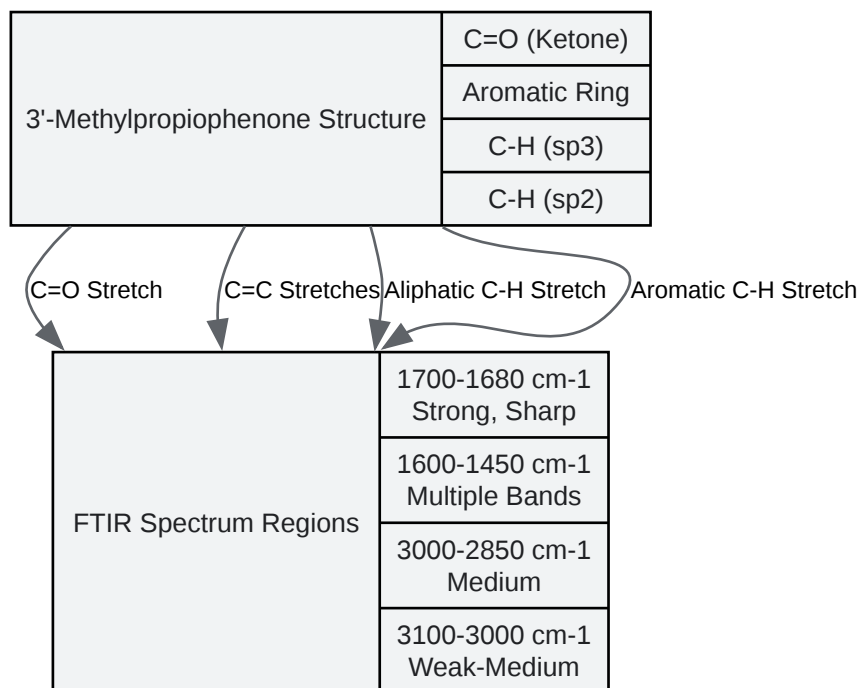 3'-Methylpropiophenone Structure
C=O (Ketone)
Aromatic Ring
C-H (sp3)
C-H (sp2)
C=O Stretch
C=C Stretches
Aliphatic C-H Stretch
Aromatic C-H Stretch
FTIR Spectrum Regions
1700-1680 cm-1
Strong, Sharp
1600-1450 cm-1
Multiple Bands
3000-2850 cm-1
Medium
3100-3000 cm-1
Weak-Medium